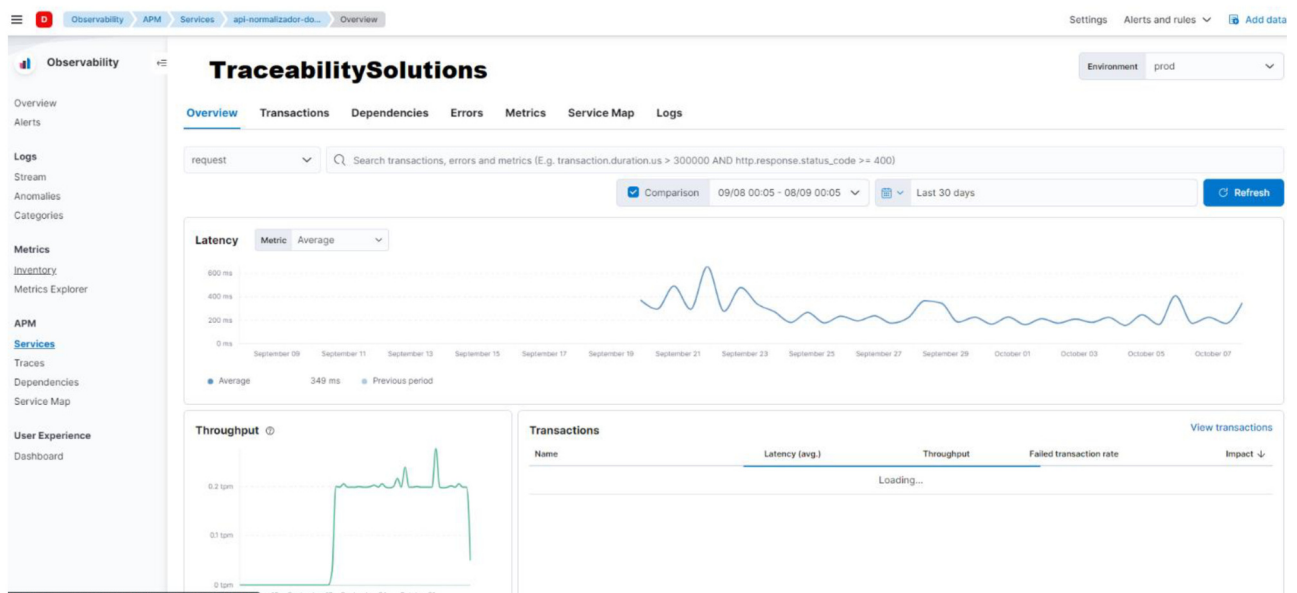 D Observability APM Services api-normalizador-do... Overview Settings Alerts and rules Add data
Observability
TraceabilitySolutions
Environment prod
Overview
Alerts
Logs
Stream
Anomalies
Categories
Metrics
Inventory
Metrics Explorer
APM
Services
Traces
Dependencies
Service Map
User Experience
Dashboard
Overview Transactions Dependencies Errors Metrics Service Map Logs
request Search transactions, errors and metrics (E.g. transaction.duration.us > 300000 AND http.response.status_code >= 400)
Comparison 09/08 00:05 - 08/09 00:05 Last 30 days Refresh
Latency Metric Average
600 ms
400 ms
200 ms
0 ms
September 09 September 11 September 13 September 15 September 17 September 19 September 21 September 23 September 25 September 27 September 29 October 01 October 03 October 05 October 07
Average 349 ms Previous period
Throughput
0.2 tpm
0.1 tpm
0 tpm
Transactions View transactions
Name Latency (avg.) Throughput Failed transaction rate Impact
Loading...